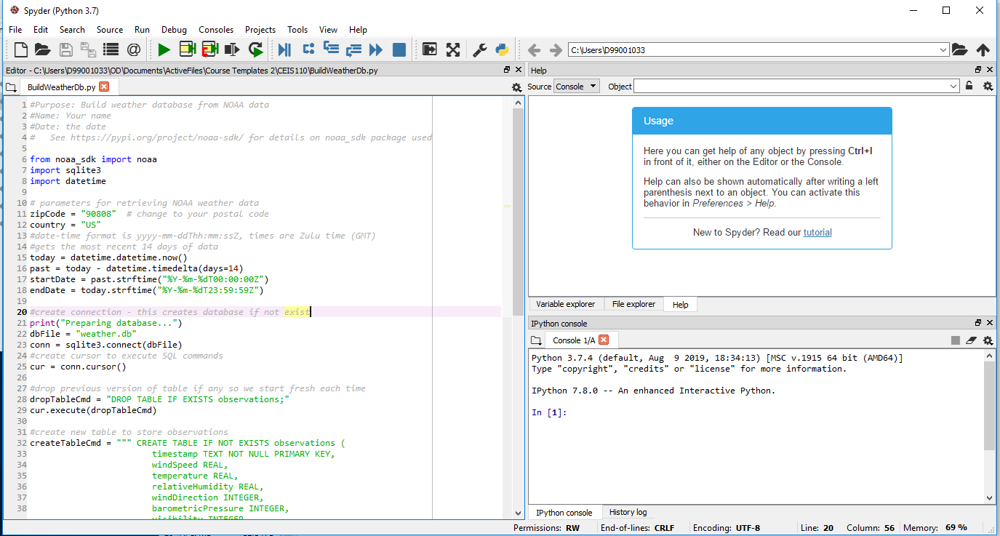 Spyder (Python 3.7)
File Edit Search Source Run Debug Consoles Projects Tools View Help
C:\Users\D99001033
Editor - C:\Users\D99001033\OD\Documents\ActiveFiles\Course Templates 2\CEIS110\BuildWeatherDb.py
BuildWeatherDb.py
1 #Purpose: Build weather database from NOAA data
2 #Name: Your name
3 #Date: the date
4 #   See https://pypi.org/project/noaa-sdk/ for details on noaa_sdk package used
5
6 from noaa_sdk import noaa
7 import sqlite3
8 import datetime
9
10 # parameters for retrieving NOAA weather data
11 zipCode = "90808"  # change to your postal code
12 country = "US"
13 #date-time format is yyyy-mm-ddThh:mm:ssZ, times are Zulu time (GMT)
14 #gets the most recent 14 days of data
15 today = datetime.datetime.now()
16 past = today - datetime.timedelta(days=14)
17 startDate = past.strftime("%Y-%m-%dT00:00:00Z")
18 endDate = today.strftime("%Y-%m-%dT23:59:59Z")
19
20 #create connection - this creates database if not exist
21 print("Preparing database...")
22 dbFile = "weather.db"
23 conn = sqlite3.connect(dbFile)
24 #create cursor to execute SQL commands
25 cur = conn.cursor()
26
27 #drop previous version of table if any so we start fresh each time
28 dropTableCmd = "DROP TABLE IF EXISTS observations;"
29 cur.execute(dropTableCmd)
30
31 #create new table to store observations
32 createTableCmd = """ CREATE TABLE IF NOT EXISTS observations (
33                         timestamp TEXT NOT NULL PRIMARY KEY,
34                         windSpeed REAL,
35                         temperature REAL,
36                         relativeHumidity REAL,
37                         windDirection INTEGER,
38                         barometricPressure INTEGER,
visibility INTEGER
Help
Source Console Object
Usage
Here you can get help of any object by pressing Ctrl+I
in front of it, either on the Editor or the Console.
Help can also be shown automatically after writing a left
parenthesis next to an object. You can activate this
behavior in Preferences > Help.
New to Spyder? Read our tutorial
Variable explorer File explorer Help
IPython console
Console 1/A
Python 3.7.4 (default, Aug  9 2019, 18:34:13) [MSC v.1915 64 bit (AMD64)]
Type "copyright", "credits" or "license" for more information.
IPython 7.8.0 -- An enhanced Interactive Python.
In [1]:
IPython console History log
Permissions: RW End-of-lines: CRLF Encoding: UTF-8 Line: 20 Column: 56 Memory: 69 %